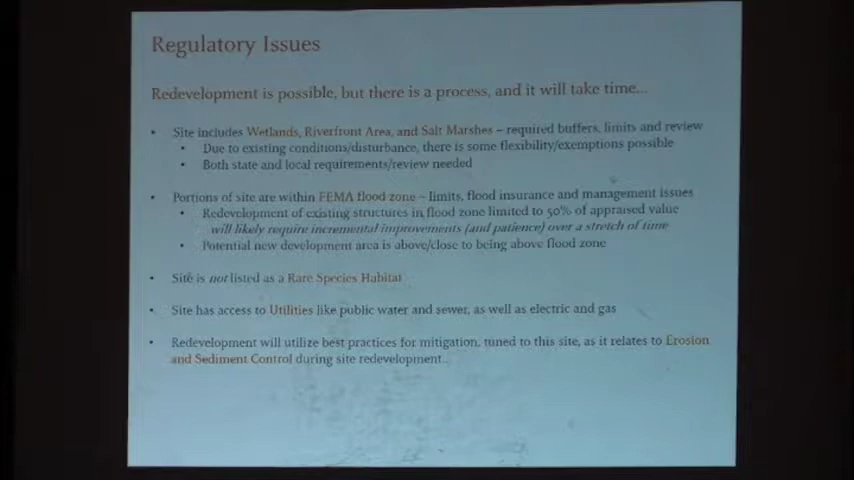 Regulatory Issues
Redevelopment is possible, but there is a process, and it will take time...
• Site includes Wetlands, Riverfront Area, and Salt Marshes – required buffers, limits and review
• Due to existing conditions/disturbance, there is some flexibility/exemptions possible
• Both state and local requirements/review needed
• Portions of site are within FEMA flood zone – limits, flood insurance and management issues
• Redevelopment of existing structures in flood zone limited to 50% of appraised value
will likely require incremental improvements (and patience) over a stretch of time
• Potential new development area is above/close to being above flood zone
• Site is not listed as a Rare Species Habitat
• Site has access to Utilities like public water and sewer, as well as electric and gas
• Redevelopment will utilize best practices for mitigation, tuned to this site, as it relates to Erosion
and Sediment Control during site redevelopment..